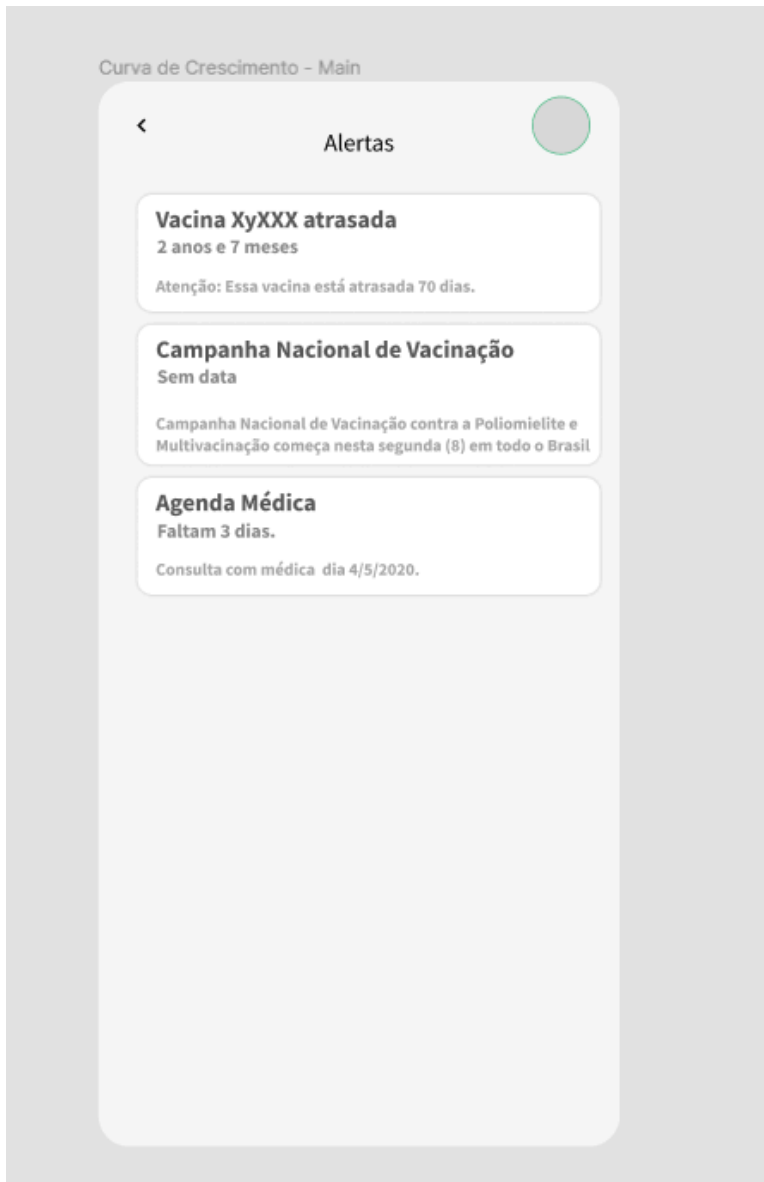 Curva de Crescimento - Main
Alertas
Vacina XyXXX atrasada
2 anos e 7 meses
Atenção: Essa vacina está atrasada 70 dias.
Campanha Nacional de Vacinação
Sem data
Campanha Nacional de Vacinação contra a Poliomielite e
Multivacinação começa nesta segunda (8) em todo o Brasil
Agenda Médica
Faltam 3 dias.
Consulta com médica  dia 4/5/2020.